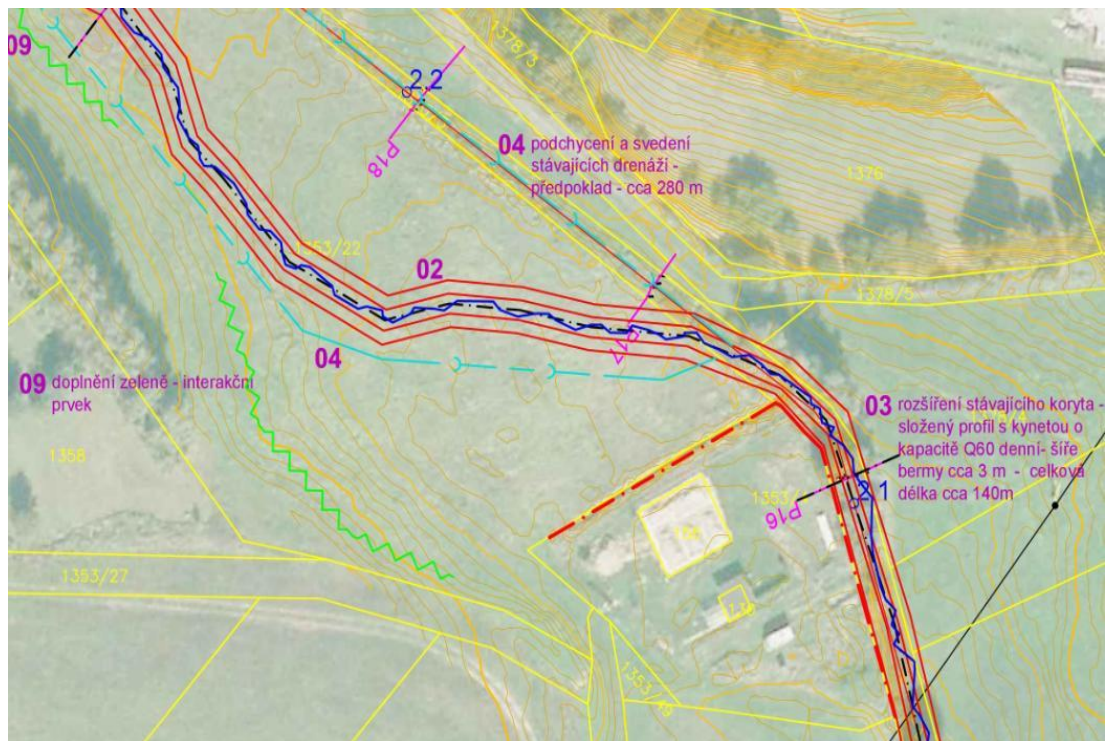 09
1378/3
2.2
P18
04 podchycení a svedení
stávajících drenáži -
předpoklad - cca 280 m
1376
1353/22
02
1378/5
P17
04
09 doplnění zeleně - interakční
prvek
03 rozšíření stávajícího koryta -
složený profil s kynetou o
kapacitě Q60 denní- šíře
bermy cca 3 m - celková
délka cca 140m
1358
1353/
2.1
P16
1353/27